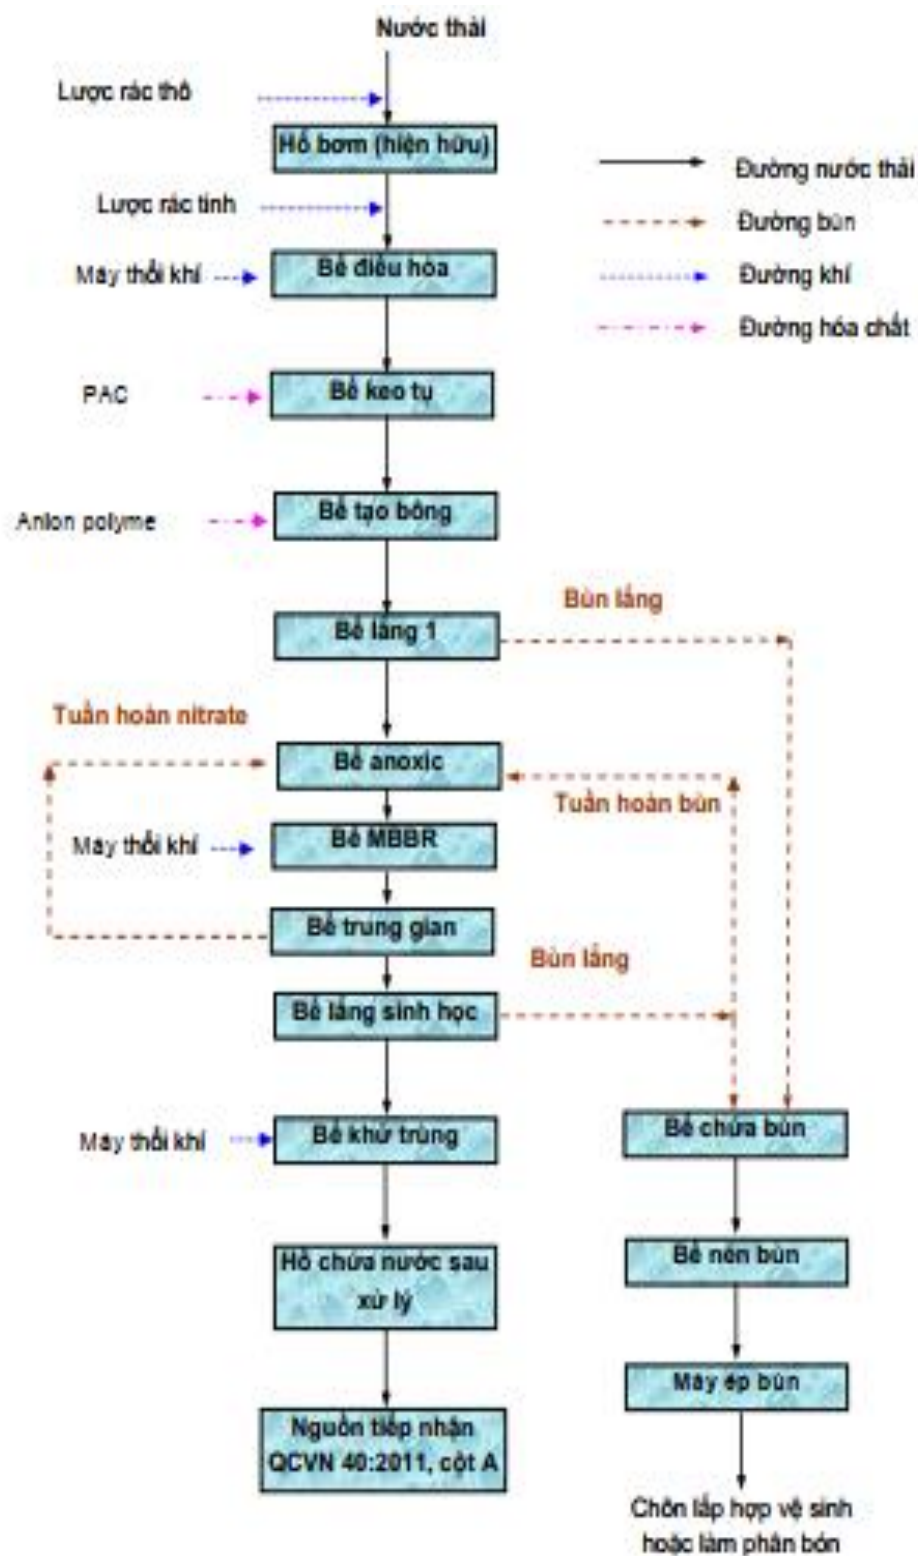 Nước thải
Lược rác thô
Hố bơm (hiện hữu)
Đường nước thải
Lược rác tinh
Đường bùn
Bể điều hòa
Máy thổi khí
Đường khí
Đường hóa chất
PAC
Bể keo tụ
Anion polyme
Bể tạo bông
Bùn lắng
Bể lắng 1
Tuần hoàn nitrate
Bể anoxic
Tuần hoàn bùn
Máy thổi khí
Bể MBBR
Bể trung gian
Bùn lắng
Bể lắng sinh học
Máy thổi khí
Bể khử trùng
Bể chứa bùn
Hồ chứa nước sau
xử lý
Bể nén bùn
Máy ép bùn
Nguồn tiếp nhận
QCVN 40:2011, cột A
Chôn lấp hợp vệ sinh
hoặc làm phân bón